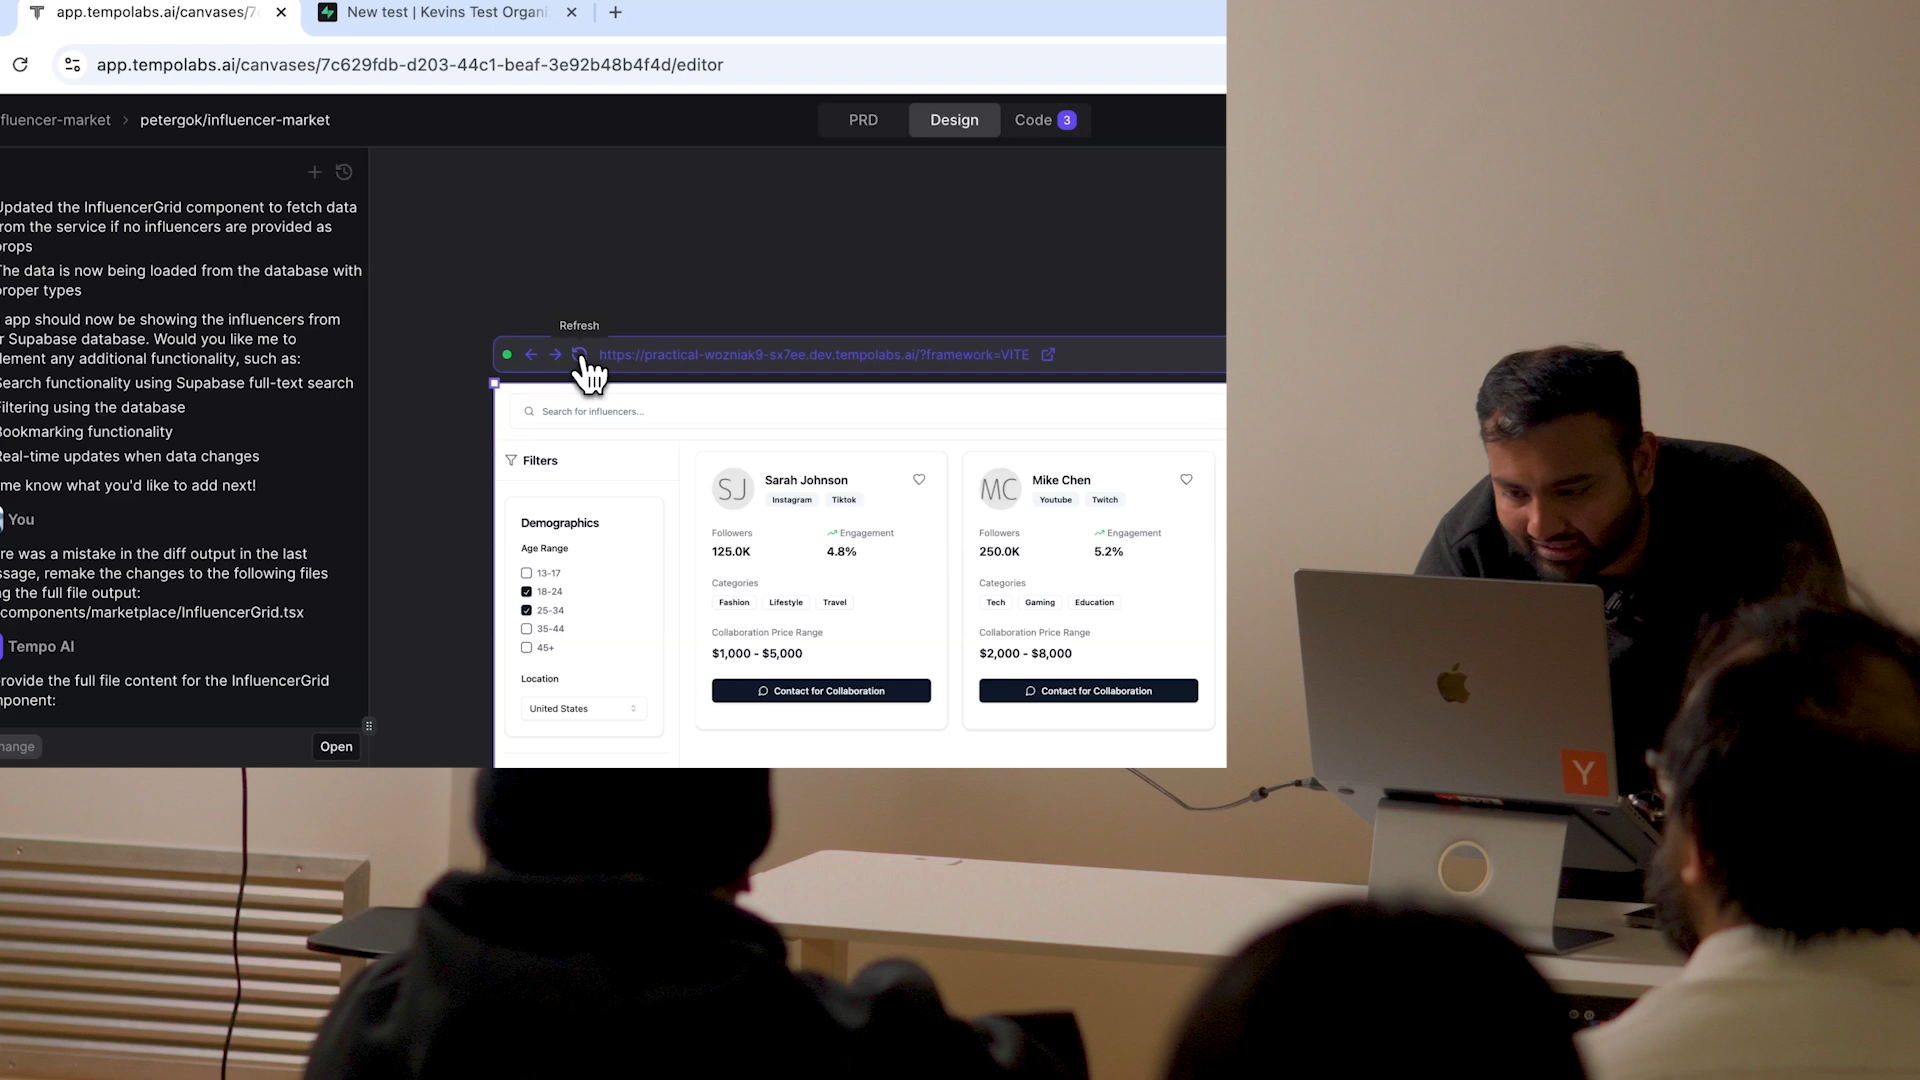 app.tempolabs.ai/canvases/7
New test | Kevins Test Organi
app.tempolabs.ai/canvases/7c629fdb-d203-44c1-beaf-3e92b48b4f4d/editor
fluencer-market > petergok/influencer-market
PRD
Design
Code 3
Updated the InfluencerGrid component to fetch data
rom the service if no influencers are provided as
props
The data is now being loaded from the database with
proper types
app should now be showing the influencers from
r Supabase database. Would you like me to
lement any additional functionality, such as:
Search functionality using Supabase full-text search
Filtering using the database
Bookmarking functionality
Real-time updates when data changes
me know what you'd like to add next!
You
re was a mistake in the diff output in the last
ssage, remake the changes to the following files
ng the full file output:
components/marketplace/InfluencerGrid.tsx
Tempo AI
rovide the full file content for the InfluencerGrid
mponent:
hange
Open
Refresh
https://practical-wozniak9-sx7ee.dev.tempolabs.ai/?framework=VITE
Search for influencers...
Filters
Demographics
Age Range
13-17
18-24
25-34
35-44
45+
Location
United States
SJ
Sarah Johnson
Instagram Tiktok
Followers Engagement
125.0K 4.8%
Categories
Fashion Lifestyle Travel
Collaboration Price Range
$1,000 - $5,000
Contact for Collaboration
MC
Mike Chen
Youtube Twitch
Followers Engagement
250.0K 5.2%
Categories
Tech Gaming Education
Collaboration Price Range
$2,000 - $8,000
Contact for Collaboration
Y